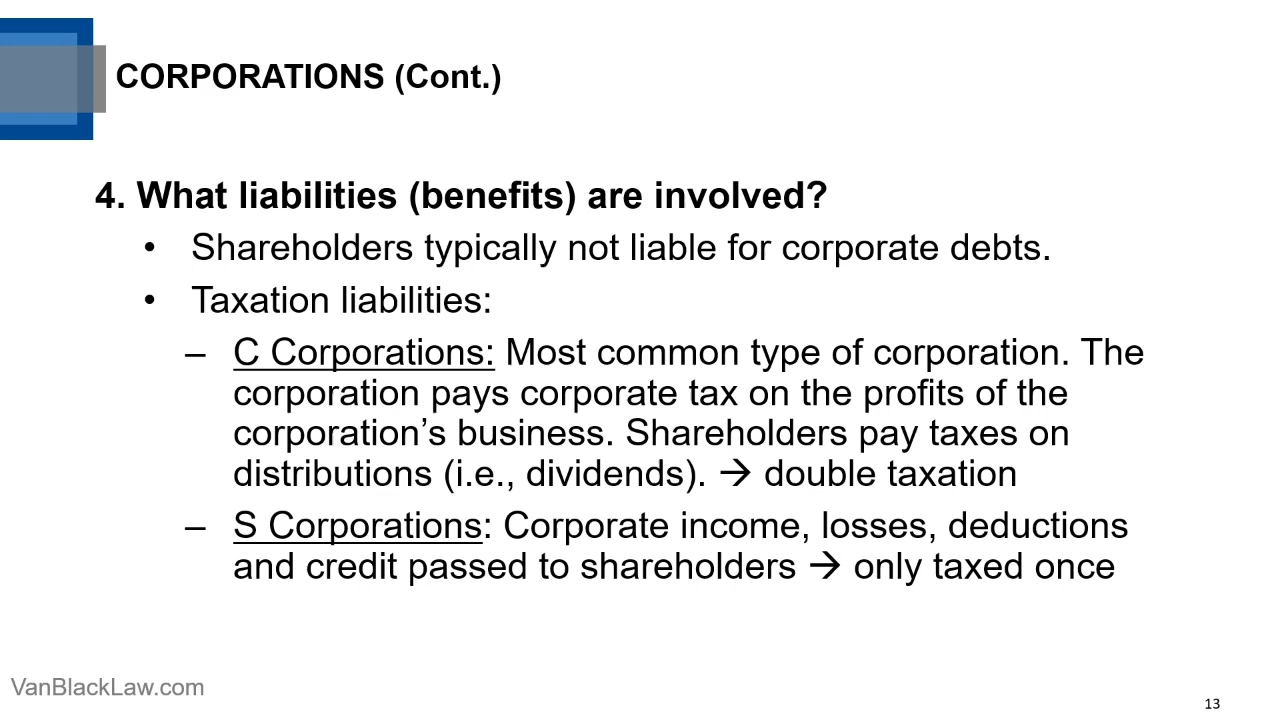 CORPORATIONS (Cont.)
4. What liabilities (benefits) are involved?
• Shareholders typically not liable for corporate debts.
• Taxation liabilities:
– C Corporations: Most common type of corporation. The
corporation pays corporate tax on the profits of the
corporation’s business. Shareholders pay taxes on
distributions (i.e., dividends). → double taxation
– S Corporations: Corporate income, losses, deductions
and credit passed to shareholders → only taxed once
VanBlackLaw.com
13